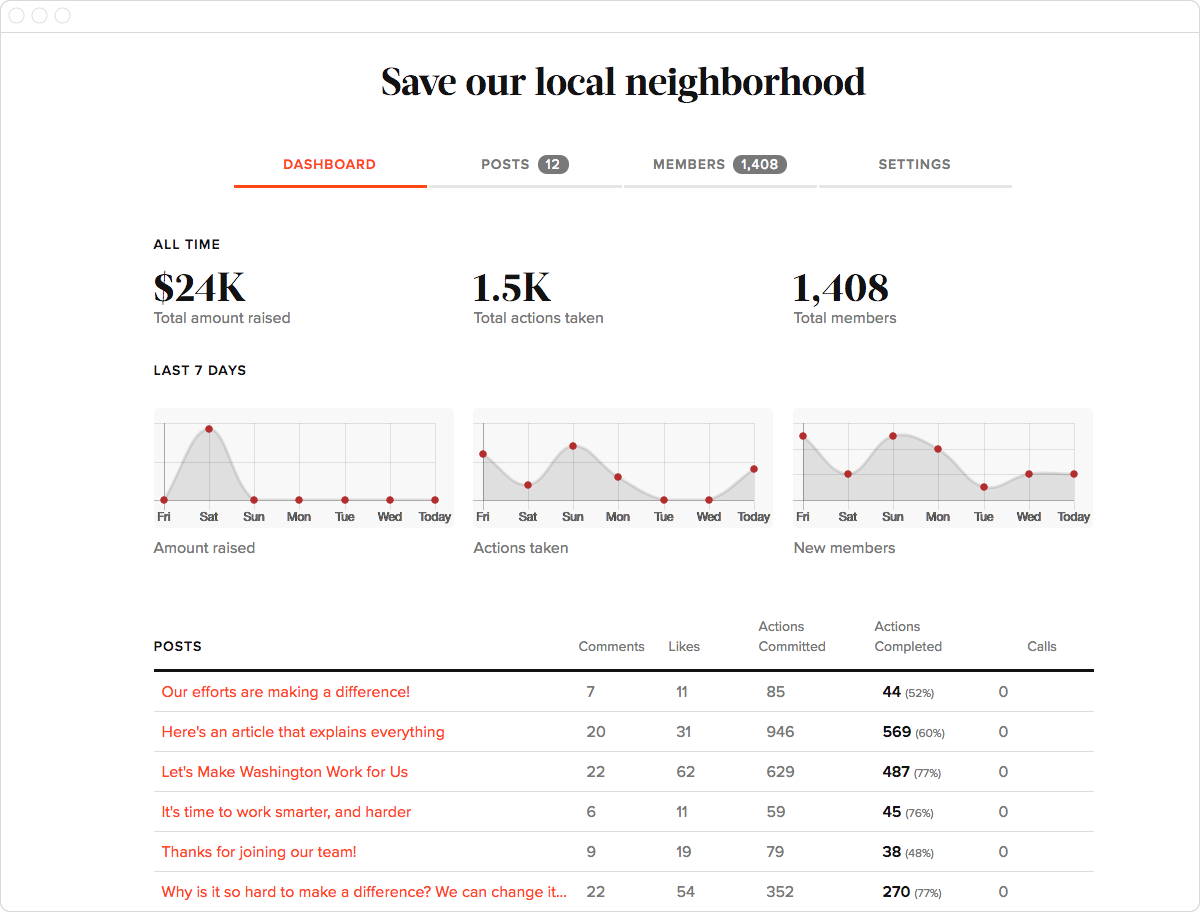 Save our local neighborhood
DASHBOARD POSTS 12 MEMBERS 1,408 SETTINGS
ALL TIME
$24K 1.5K 1,408
Total amount raised Total actions taken Total members
LAST 7 DAYS
Fri Sat Sun Mon Tue Wed Today Fri Sat Sun Mon Tue Wed Today Fri Sat Sun Mon Tue Wed Today
Amount raised Actions taken New members
Actions Actions
POSTS Comments Likes Committed Completed Calls
Our efforts are making a difference! 7 11 85 44 (52%) 0
Here's an article that explains everything 20 31 946 569 (60%) 0
Let's Make Washington Work for Us 22 62 629 487 (77%) 0
It's time to work smarter, and harder 6 11 59 45 (76%) 0
Thanks for joining our team! 9 19 79 38 (48%) 0
Why is it so hard to make a difference? We can change it... 22 54 352 270 (77%) 0